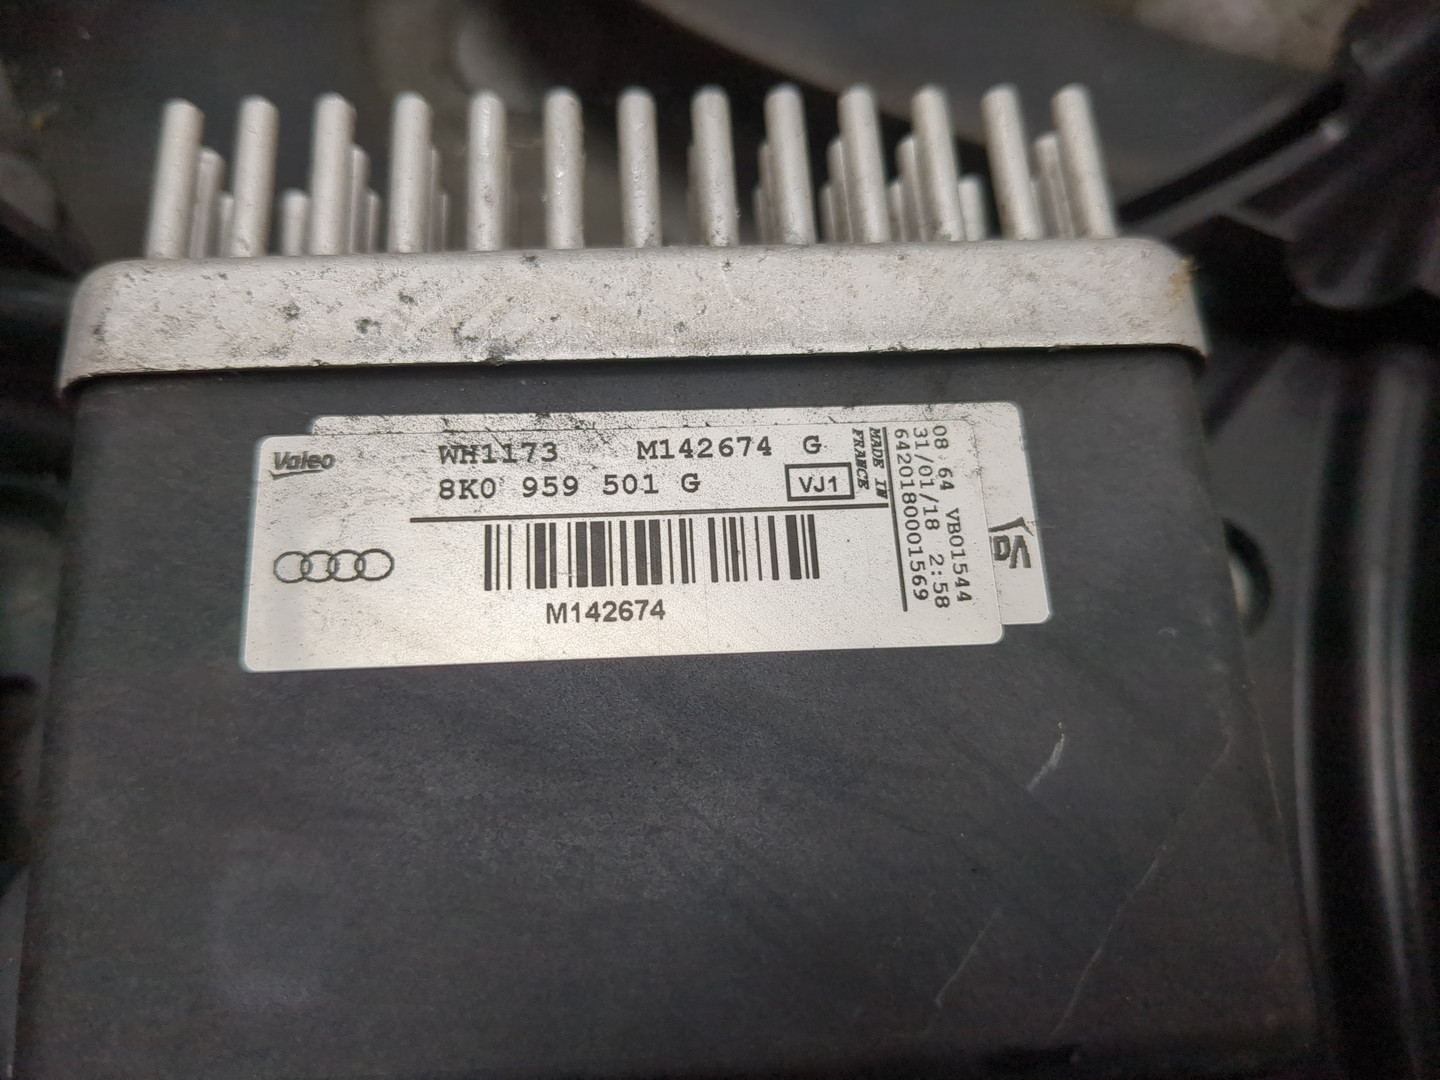 Valeo
WH1173 M142674 G
8K0 959 501 G VJ1
MADE IN
FRANCE
M142674
08 64 VB01544
31/01/18 2:58
6420180001569
Va